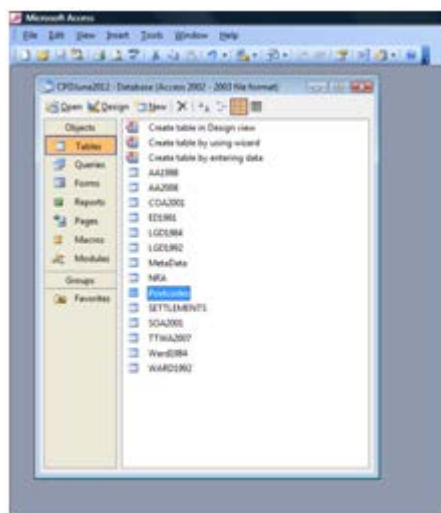 Microsoft Access
File Edit View Insert Tools Window Help
CPDJune2012 : Database (Access 2002 - 2003 file format)
Open Design New
Objects
Tables
Queries
Forms
Reports
Pages
Macros
Modules
Groups
Favorites
Create table in Design view
Create table by using wizard
Create table by entering data
AA1998
AA2008
COA2001
ED1991
LGD1984
LGD1992
MetaData
NRA
Postcodes
SETTLEMENTS
SOA2001
TTWA2007
Ward1984
WARD1992